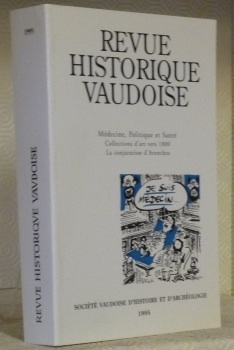 1995
REVUE HISTORIQUE VAUDOISE
REVUE
HISTORIQUE
VAUDOISE
Médecine, Politique et Santé
Collections d'art vers 1800
La conjuration d'Avenches
JE SUIS
MEDECIN...
SOCIÉTÉ VAUDOISE D'HISTOIRE ET D'ARCHÉOLOGIE
1995